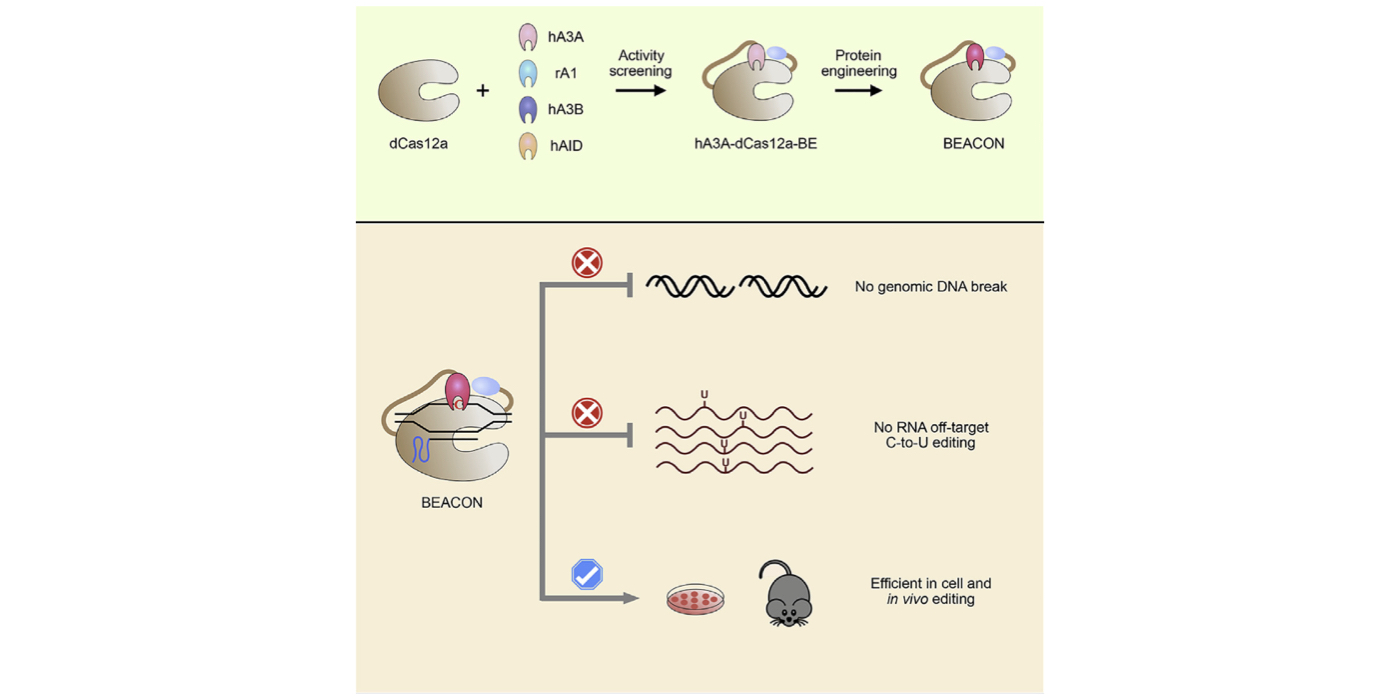 hA3A
rA1
hA3B
hAID
dCas12a
+
Activity
screening
hA3A-dCas12a-BE
Protein
engineering
BEACON
No genomic DNA break
C
BEACON
U
U
U
U
No RNA off-target
C-to-U editing
Efficient in cell and
in vivo editing